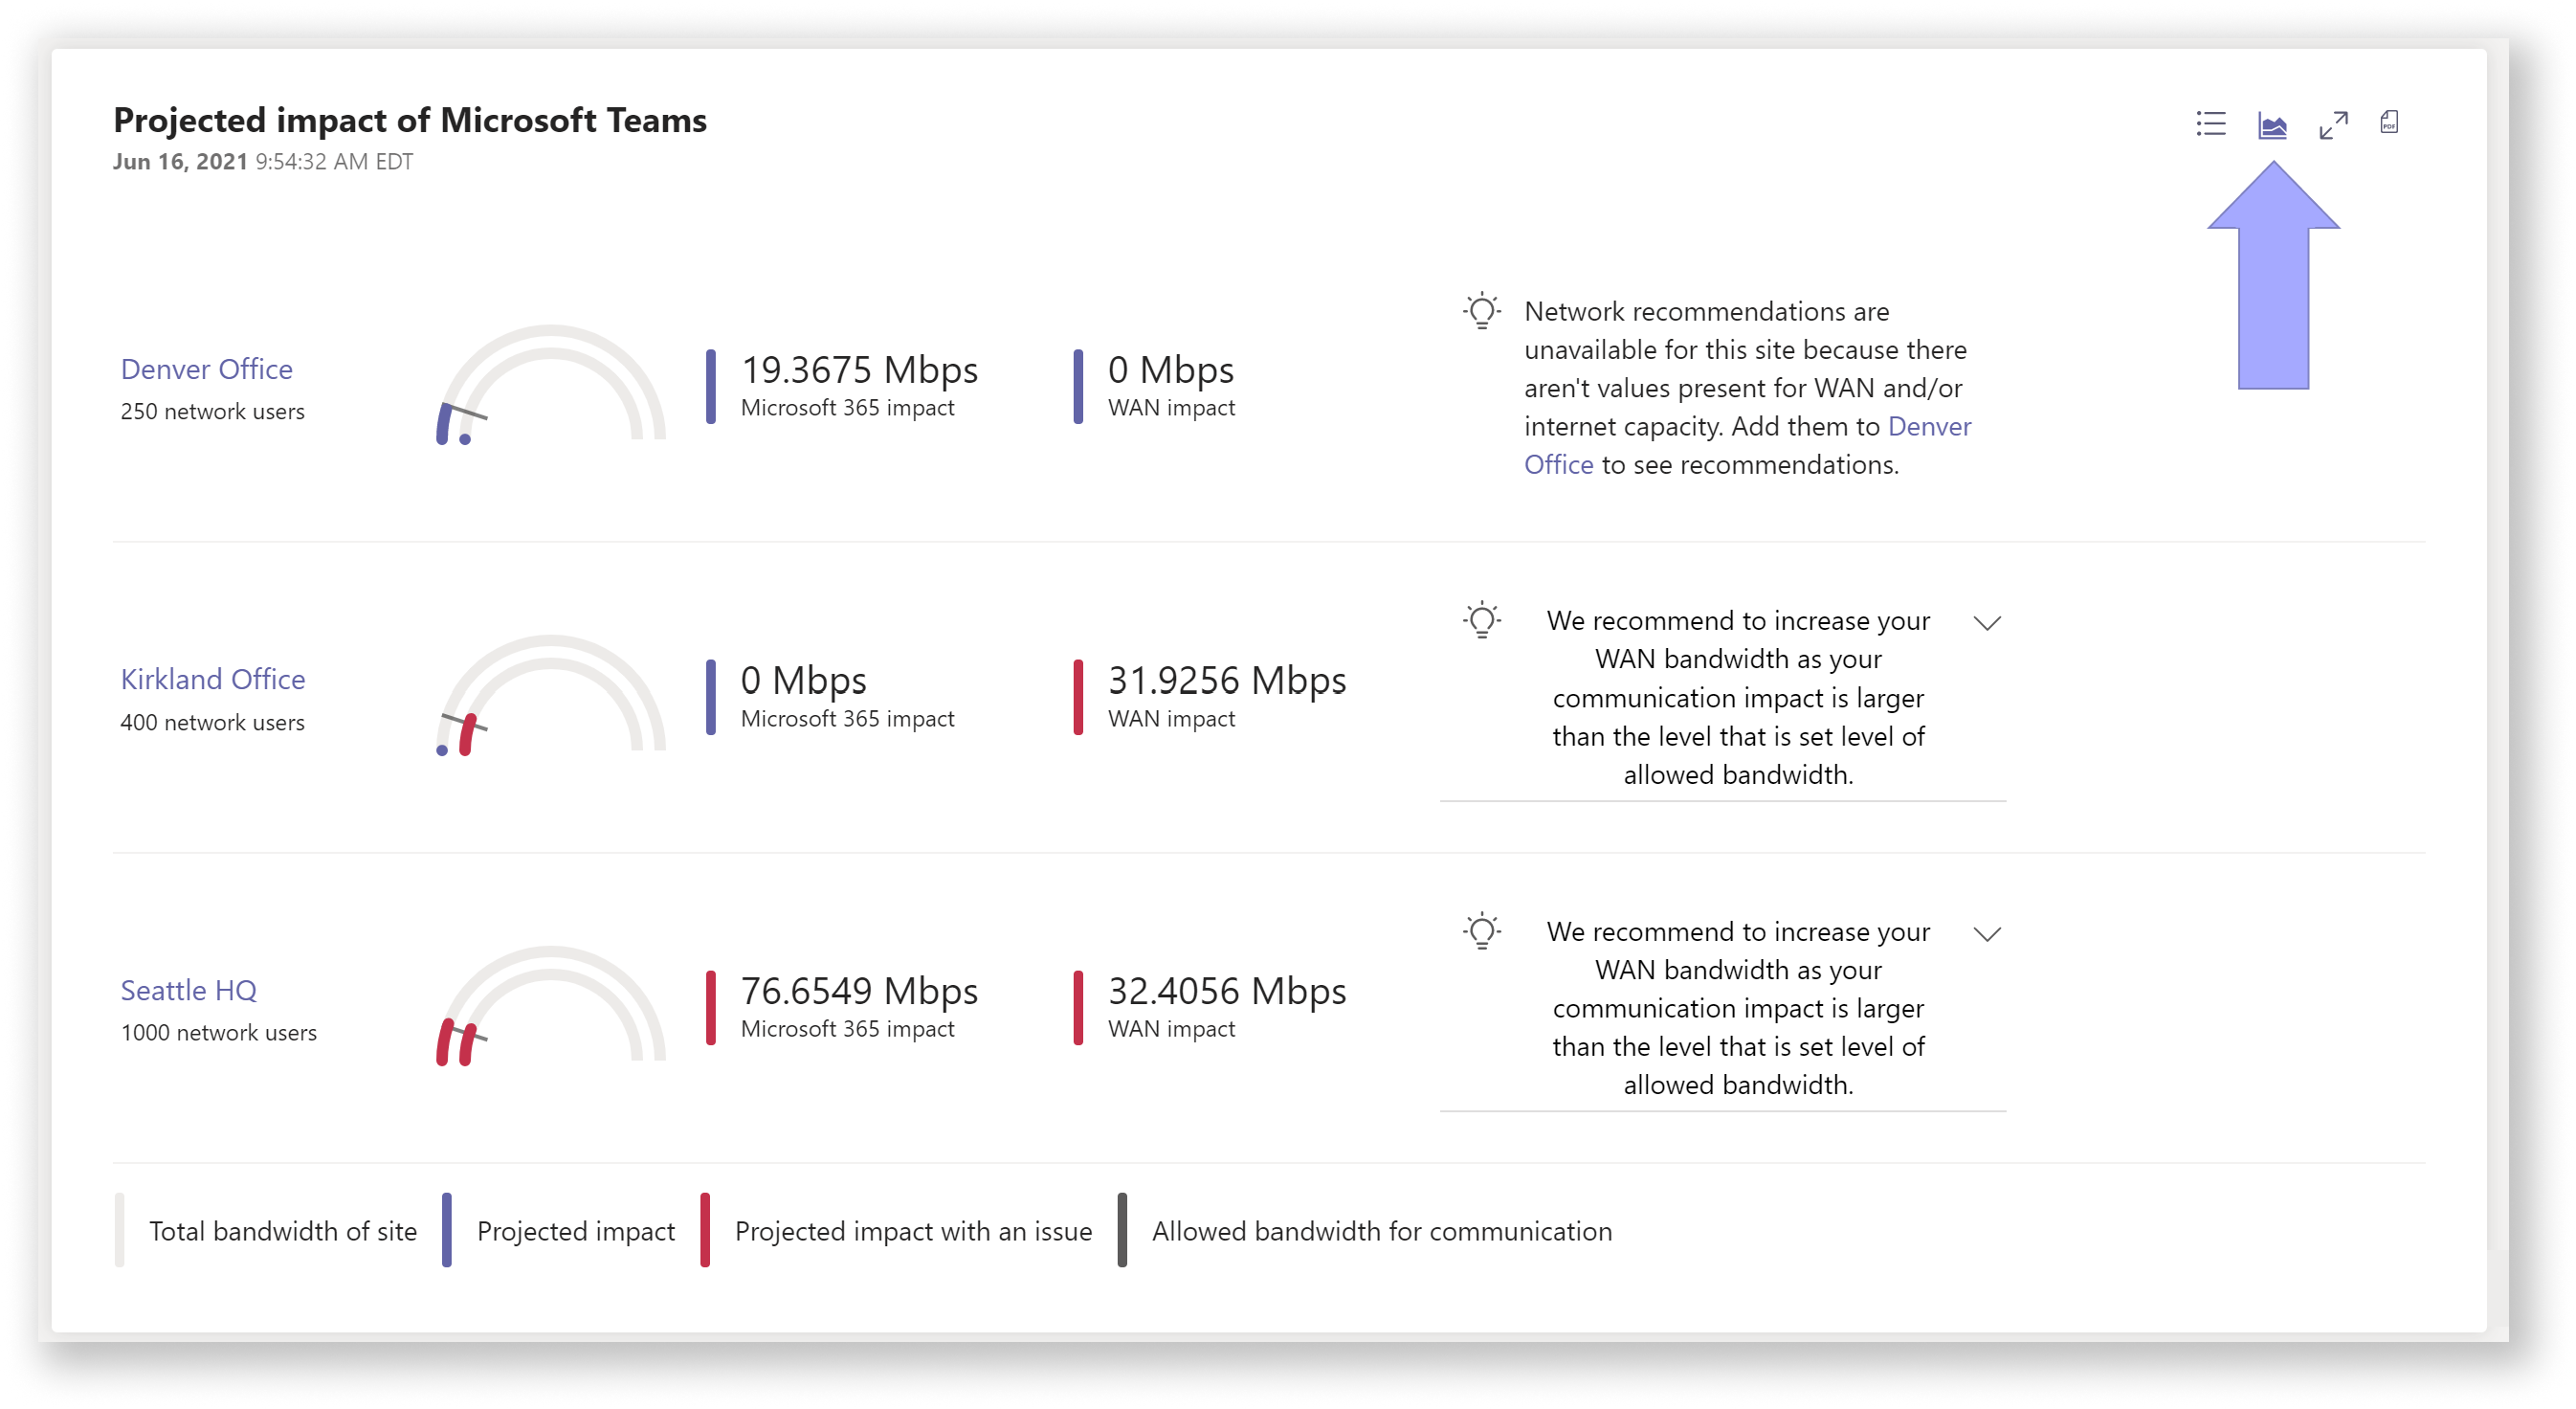 Projected impact of Microsoft Teams
Jun 16, 2021 9:54:32 AM EDT
PDF
Denver Office
250 network users
19.3675 Mbps
Microsoft 365 impact
0 Mbps
WAN impact
Network recommendations are
unavailable for this site because there
aren't values present for WAN and/or
internet capacity. Add them to Denver
Office to see recommendations.
Kirkland Office
400 network users
0 Mbps
Microsoft 365 impact
31.9256 Mbps
WAN impact
We recommend to increase your
WAN bandwidth as your
communication impact is larger
than the level that is set level of
allowed bandwidth.
Seattle HQ
1000 network users
76.6549 Mbps
Microsoft 365 impact
32.4056 Mbps
WAN impact
We recommend to increase your
WAN bandwidth as your
communication impact is larger
than the level that is set level of
allowed bandwidth.
Total bandwidth of site
Projected impact
Projected impact with an issue
Allowed bandwidth for communication